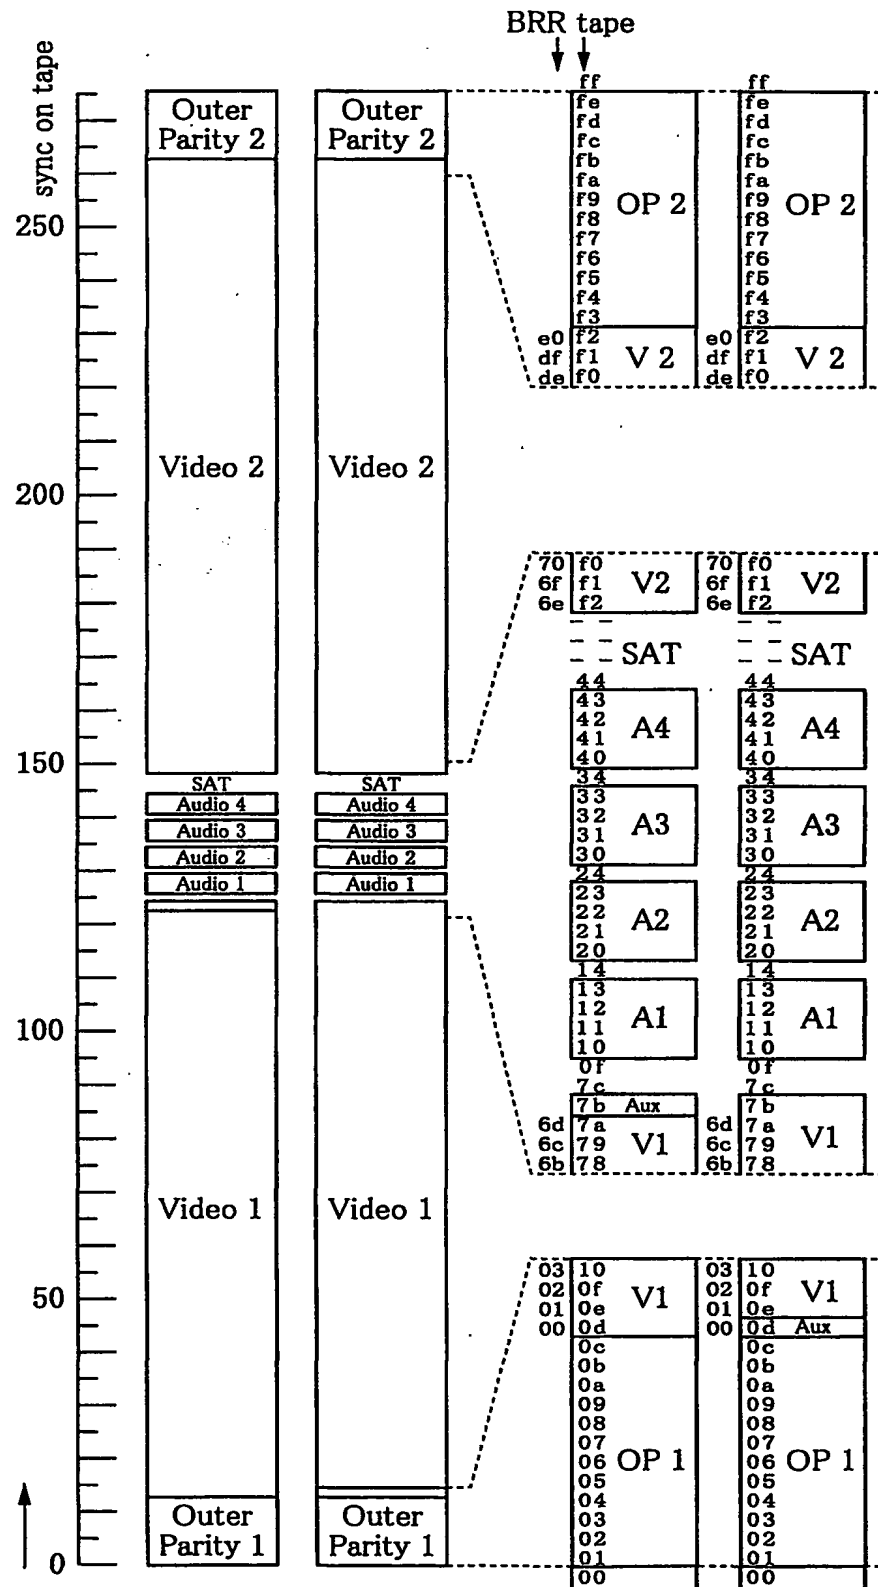 BRR tape
sync on tape
250
200
150
100
50
0
Outer
Parity 2
Video 2
SAT
Audio 4
Audio 3
Audio 2
Audio 1
Video 1
Outer
Parity 1
Outer
Parity 2
Video 2
SAT
Audio 4
Audio 3
Audio 2
Audio 1
Video 1
Outer
Parity 1
ff
fe
fd
fc
fb
fa
f9
f8
f7
f6
f5
f4
f3
OP 2
e0 f2
df f1
de f0
V 2
70 f0
6f f1
6e f2
V2
SAT
44
43
42
41
40
A4
34
33
32
31
30
A3
24
23
22
21
20
A2
14
13
12
11
10
A1
0f
7c
7b Aux
6d 7a
6c 79
6b 78
V1
03 10
02 0f
01 0e
00 0d
V1
0c
0b
0a
09
08
07
06
05
04
03
02
01
OP 1
00
ff
fe
fd
fc
fb
fa
f9
f8
f7
f6
f5
f4
f3
OP 2
e0 f2
df f1
de f0
V 2
70 f0
6f f1
6e f2
V2
SAT
44
43
42
41
40
A4
34
33
32
31
30
A3
24
23
22
21
20
A2
14
13
12
11
10
A1
0f
7c
7b
6d 7a
6c 79
6b 78
V1
03 10
02 0f
01 0e
V1
00 0d Aux
0c
0b
0a
09
08
07
06
05
04
03
02
01
OP 1
00